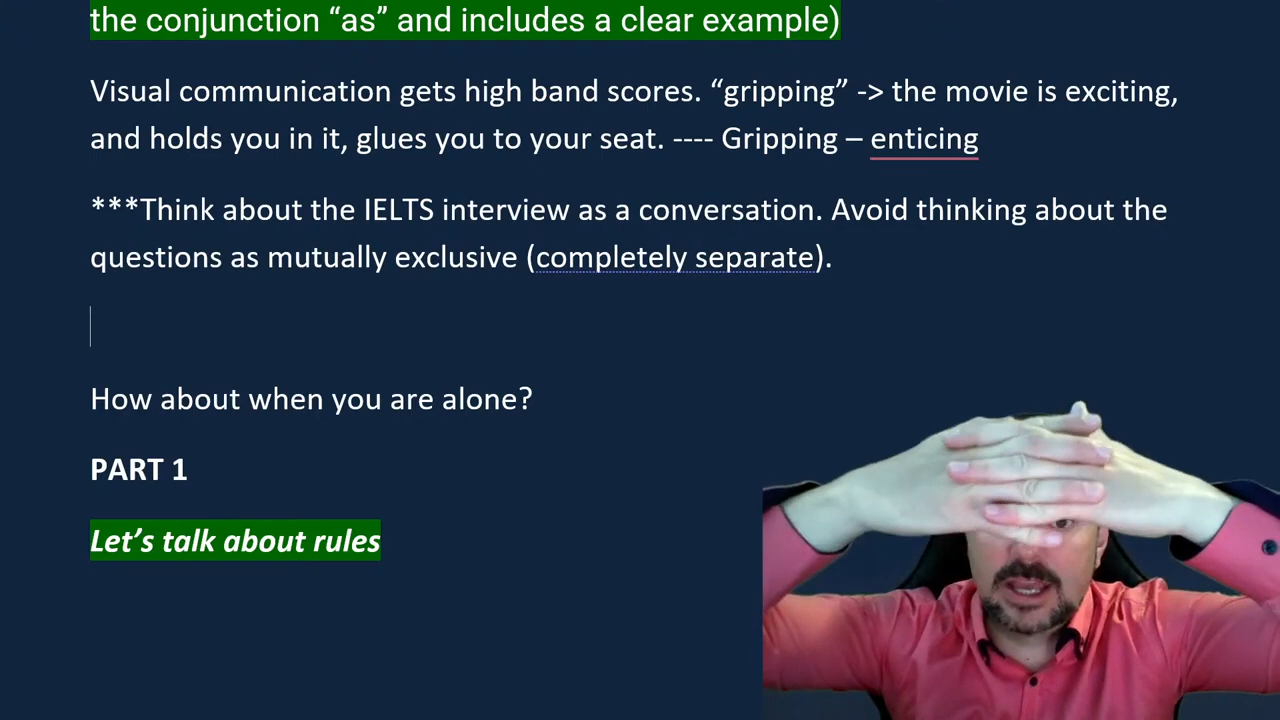 the conjunction “as” and includes a clear example)
Visual communication gets high band scores. “gripping” -> the movie is exciting,
and holds you in it, glues you to your seat. ---- Gripping – enticing
***Think about the IELTS interview as a conversation. Avoid thinking about the
questions as mutually exclusive (completely separate).
How about when you are alone?
PART 1
Let’s talk about rules